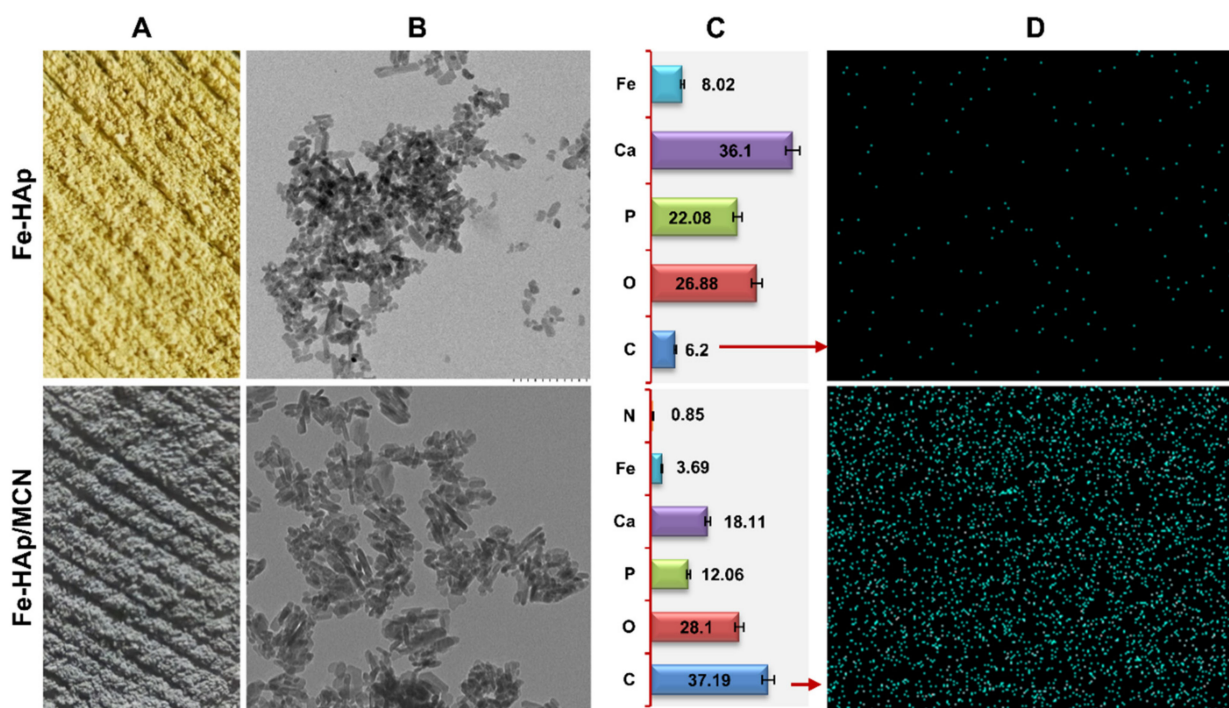 A B C D
Fe-HAp
Fe 8.02
Ca 36.1
P 22.08
O 26.88
C 6.2
Fe-HAp/MCN
N 0.85
Fe 3.69
Ca 18.11
P 12.06
O 28.1
C 37.19